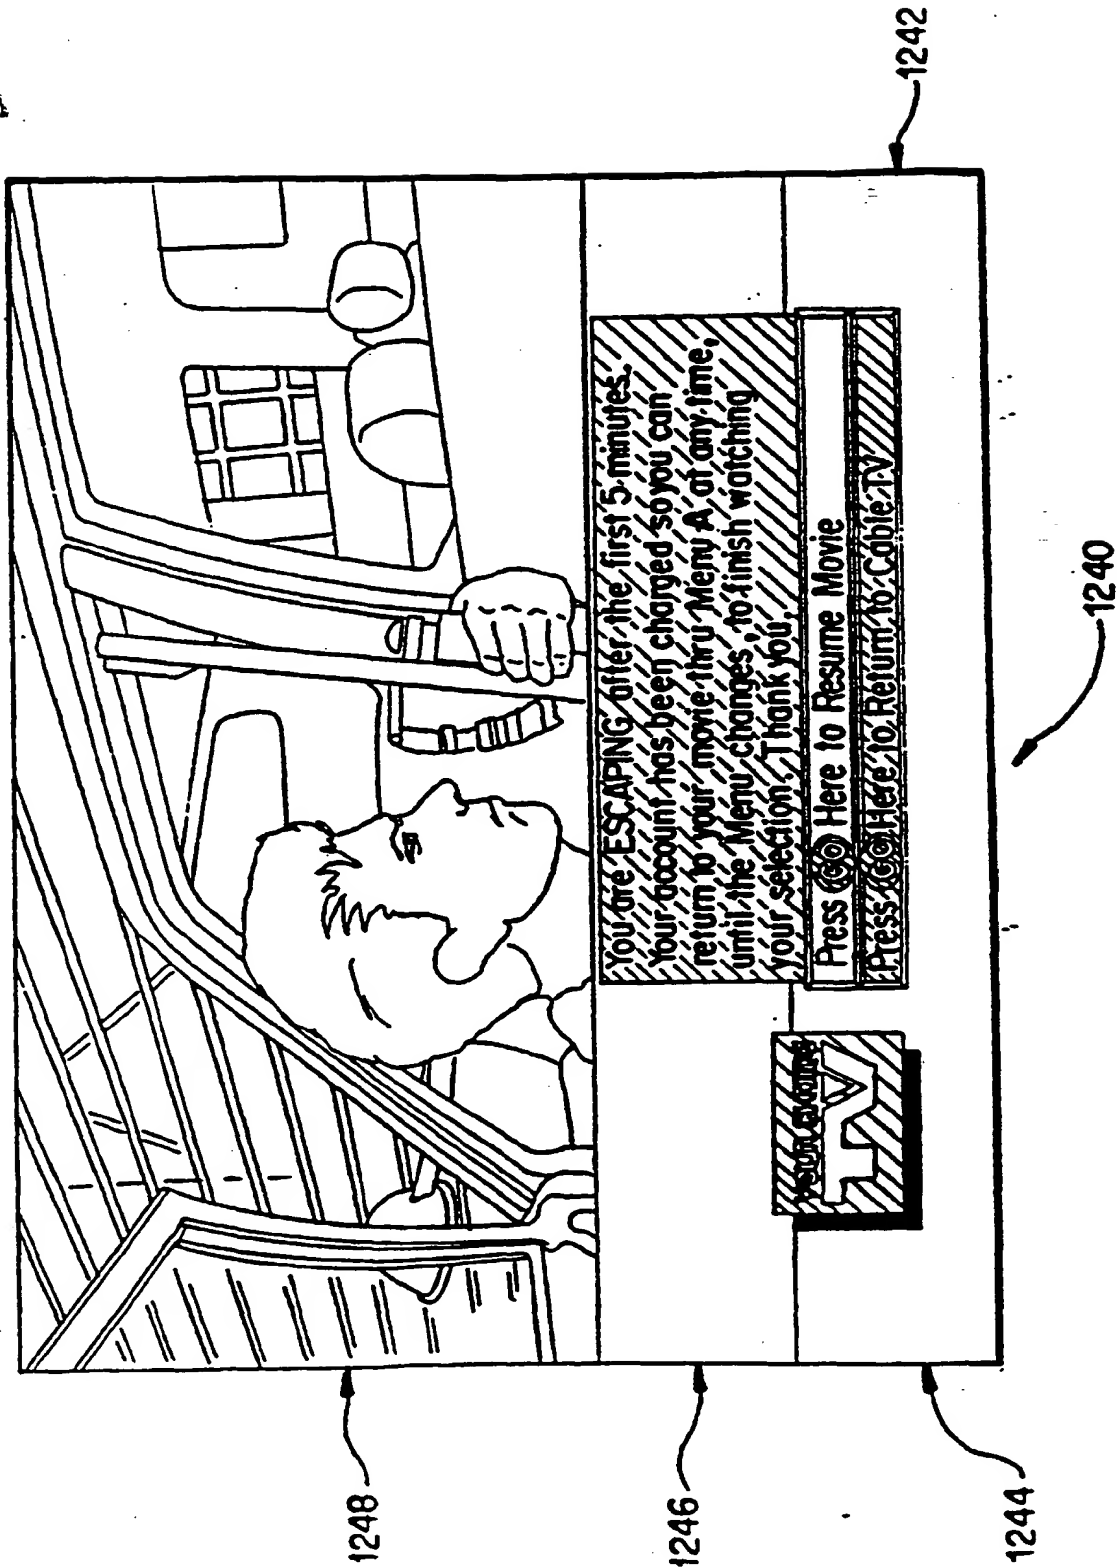 You are ESCAPING after the first 5 minutes.
Your account has been charged so you can
return to your movie thru Menu A at any time,
until the Menu changes, to finish watching
your selection. Thank you.
Press GO Here to Resume Movie
Press GO Here to Return to Cable TV
TV
1240
1242
1244
1246
1248